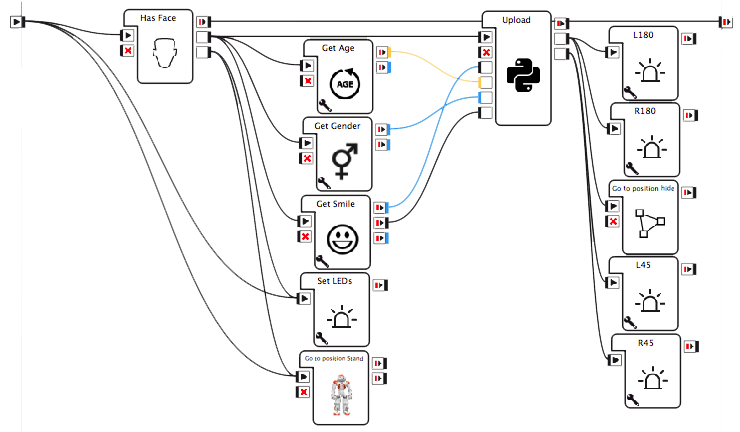 Has Face
Upload
Get Age
AGE
Get Gender
Get Smile
Set LEDs
Go to position Stand
L180
R180
Go to position hide
L45
R45